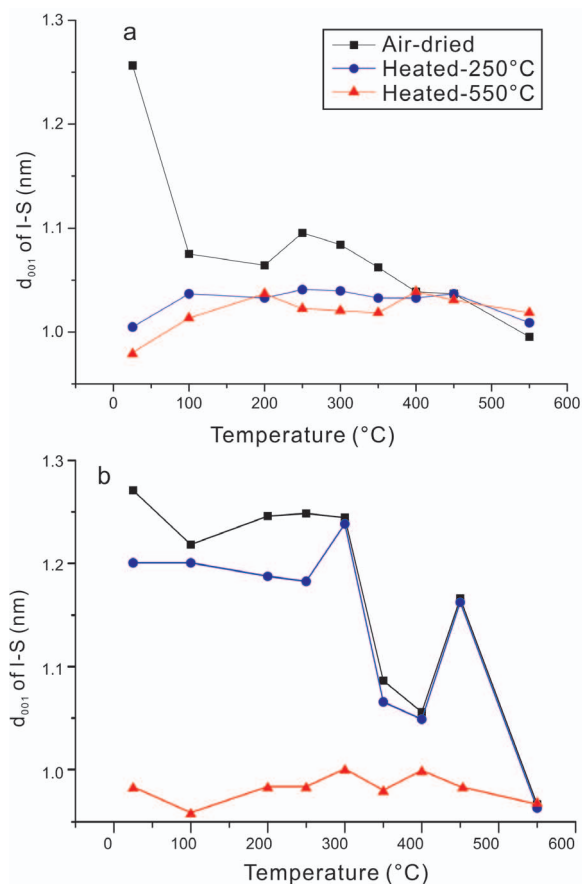 a
Air-dried
Heated-250°C
Heated-550°C
d001 of I-S (nm)
1.3
1.2
1.1
1.0
0
100
200
300
400
500
600
Temperature (°C)
b
d001 of I-S (nm)
1.3
1.2
1.1
1.0
0
100
200
300
400
500
600
Temperature (°C)